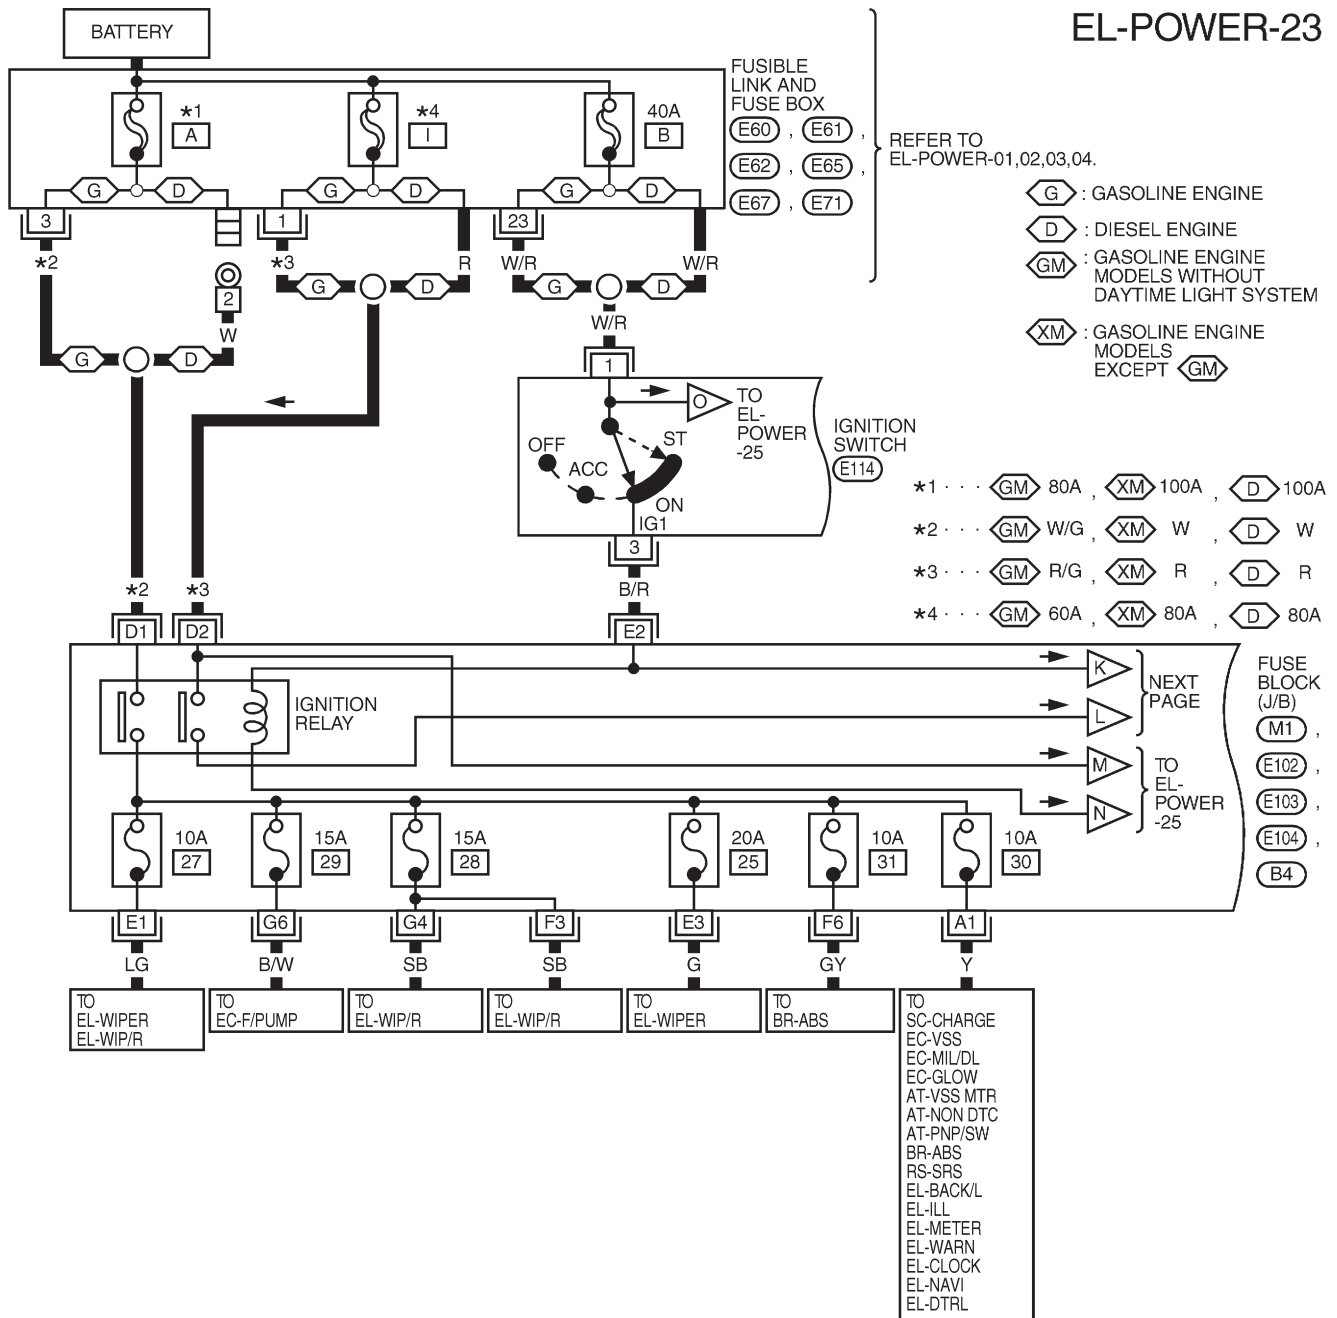 EL-POWER-23
BATTERY
*1
A
*4
I
40A
B
FUSIBLE
LINK AND
FUSE BOX
E60 , E61 ,
E62 , E65 ,
E67 , E71
REFER TO
EL-POWER-01,02,03,04.
G : GASOLINE ENGINE
D : DIESEL ENGINE
GM : GASOLINE ENGINE
MODELS WITHOUT
DAYTIME LIGHT SYSTEM
XM : GASOLINE ENGINE
MODELS
EXCEPT GM
G D G D G D
3 1 23
*2 *3 R W/R W/R
2
W
G D G D G D
W/R
1
O
TO
EL-
POWER
-25
OFF
ACC
ST
ON
IG1
3
IGNITION
SWITCH
E114
B/R
*1 · · · GM 80A , XM 100A , D 100A
*2 · · · GM W/G , XM W , D W
*3 · · · GM R/G , XM R , D R
*4 · · · GM 60A , XM 80A , D 80A
*2 *3
D1 D2 E2
IGNITION
RELAY
K
L
NEXT
PAGE
M
N
TO
EL-
POWER
-25
FUSE
BLOCK
(J/B)
M1 ,
E102 ,
E103 ,
E104 ,
B4
10A 15A 15A 20A 10A 10A
27 29 28 25 31 30
E1 G6 G4 F3 E3 F6 A1
LG B/W SB SB G GY Y
TO
EL-WIPER
EL-WIP/R
TO
EC-F/PUMP
TO
EL-WIP/R
TO
EL-WIP/R
TO
EL-WIPER
TO
BR-ABS
TO
SC-CHARGE
EC-VSS
EC-MIL/DL
EC-GLOW
AT-VSS MTR
AT-NON DTC
AT-PNP/SW
BR-ABS
RS-SRS
EL-BACK/L
EL-ILL
EL-METER
EL-WARN
EL-CLOCK
EL-NAVI
EL-DTRL